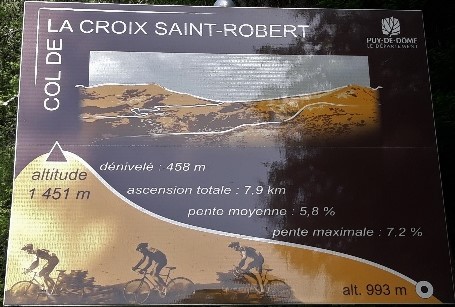 COL DE
LA CROIX SAINT-ROBERT
PUY-DE-DÔME
LE DÉPARTEMENT
altitude
1 451 m
dénivelé : 458 m
ascension totale : 7,9 km
pente moyenne : 5,8 %
pente maximale : 7,2 %
alt. 993 m